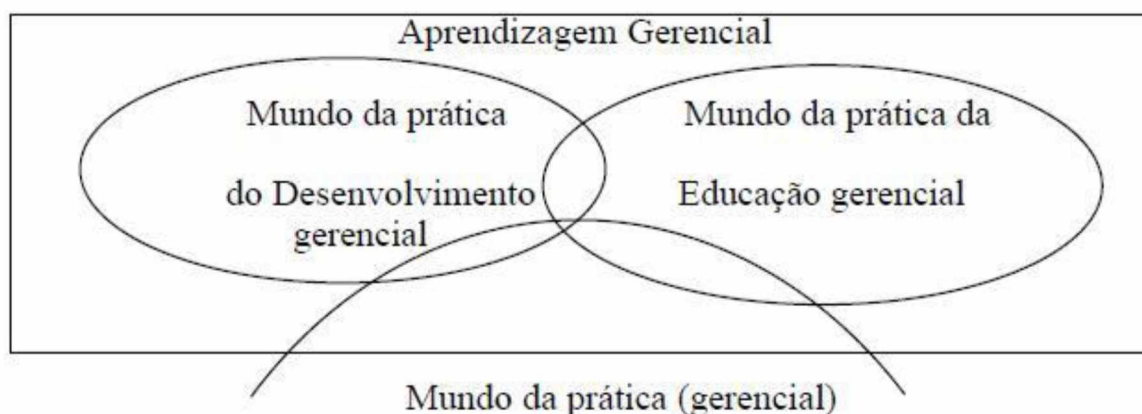 Aprendizagem Gerencial
Mundo da prática
do Desenvolvimento
gerencial
Mundo da prática da
Educação gerencial
Mundo da prática (gerencial)